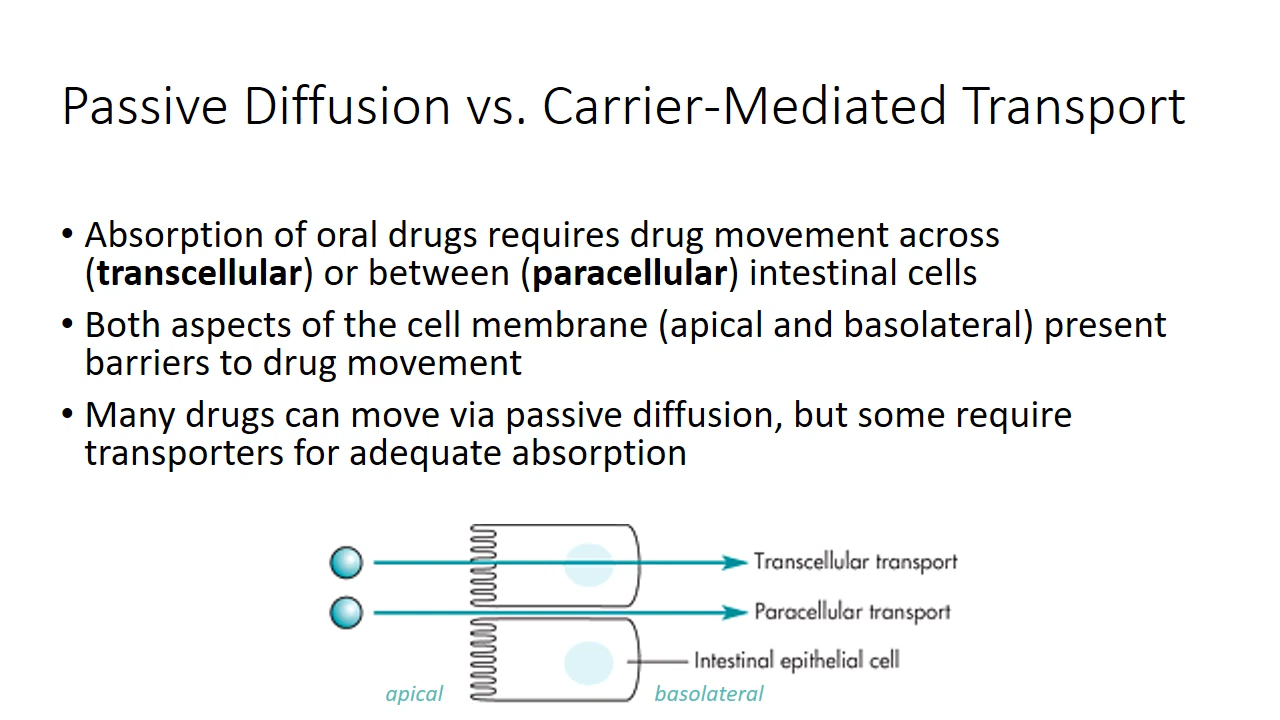 Passive Diffusion vs. Carrier-Mediated Transport
• Absorption of oral drugs requires drug movement across
(transcellular) or between (paracellular) intestinal cells
• Both aspects of the cell membrane (apical and basolateral) present
barriers to drug movement
• Many drugs can move via passive diffusion, but some require
transporters for adequate absorption
Transcellular transport
Paracellular transport
Intestinal epithelial cell
apical
basolateral